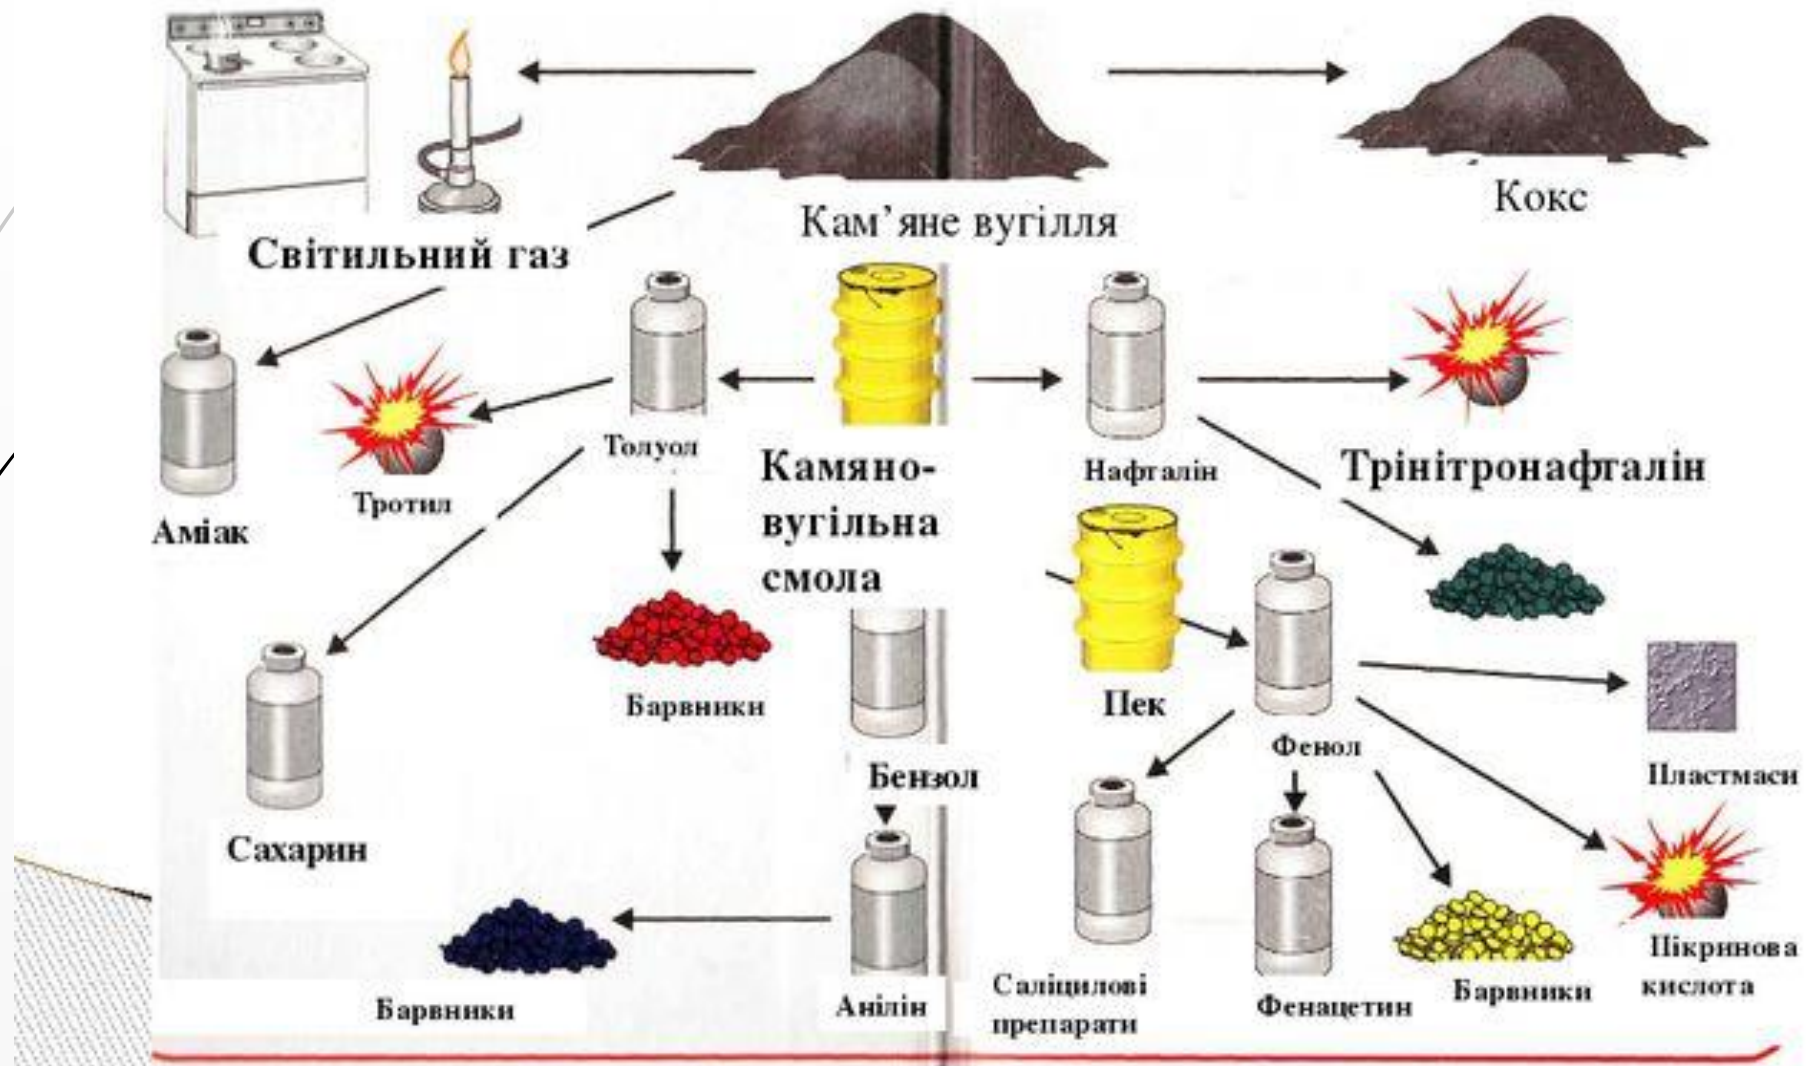 Кокс
Кам’яне вугілля
Світильний газ
Толуол
Камяно-
вугільна
смола
Нафталін
Трінітронафталін
Тротил
Аміак
Барвники
Пек
Фенол
Бензол
Пластмаси
Сахарин
Пікринова
кислота
Саліцилові
препарати
Фенацетин
Барвники
Барвники
Анілін